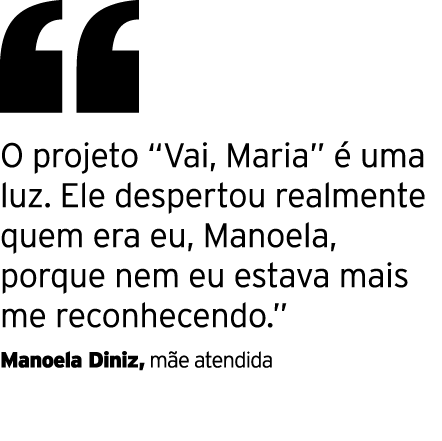 “
O projeto “Vai, Maria” é uma
luz. Ele despertou realmente
quem era eu, Manoela,
porque nem eu estava mais
me reconhecendo.”
Manoela Diniz, mãe atendida